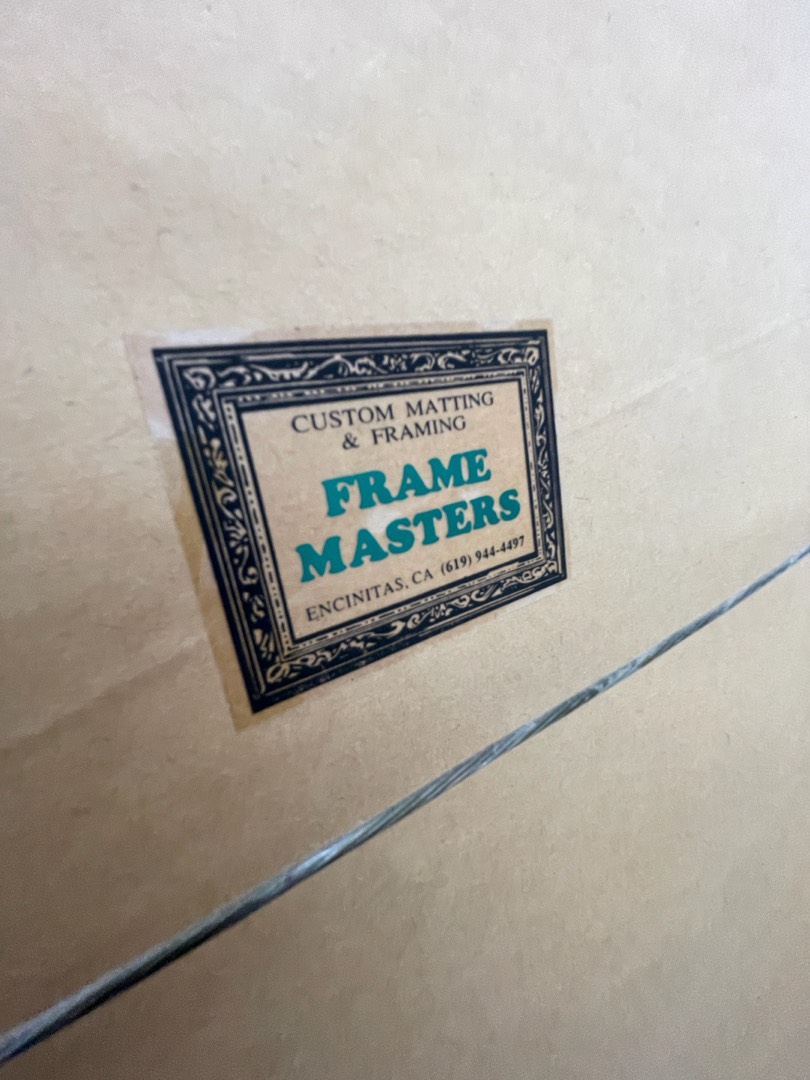 CUSTOM MATTING
& FRAMING
FRAME
MASTERS
ENCINITAS, CA (619) 944-4497